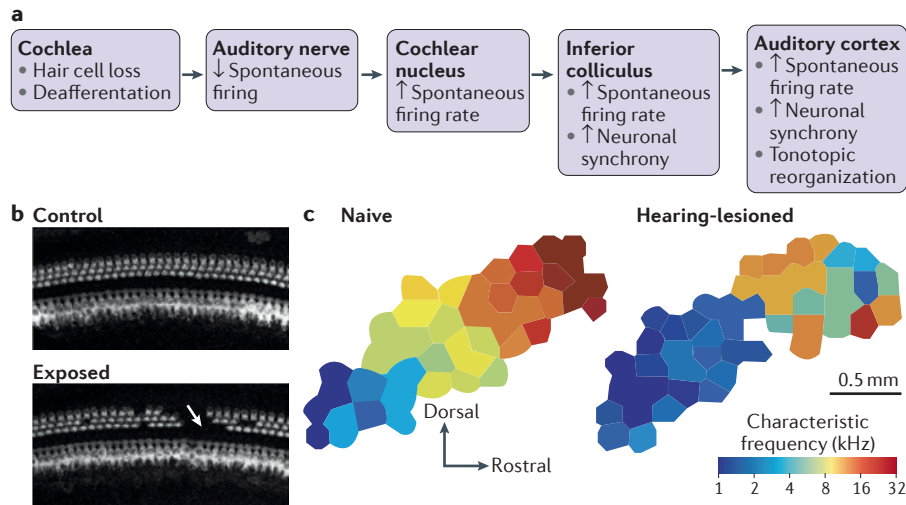 a
Cochlea
• Hair cell loss
• Deafferentation
Auditory nerve
↓ Spontaneous
firing
Cochlear
nucleus
↑ Spontaneous
firing rate
Inferior
colliculus
• ↑ Spontaneous
firing rate
• ↑ Neuronal
synchrony
Auditory cortex
• ↑ Spontaneous
firing rate
• ↑ Neuronal
synchrony
• Tonotopic
reorganization
b Control
Exposed
c Naive
Hearing-lesioned
Dorsal
Rostral
0.5 mm
Characteristic
frequency (kHz)
1 2 4 8 16 32